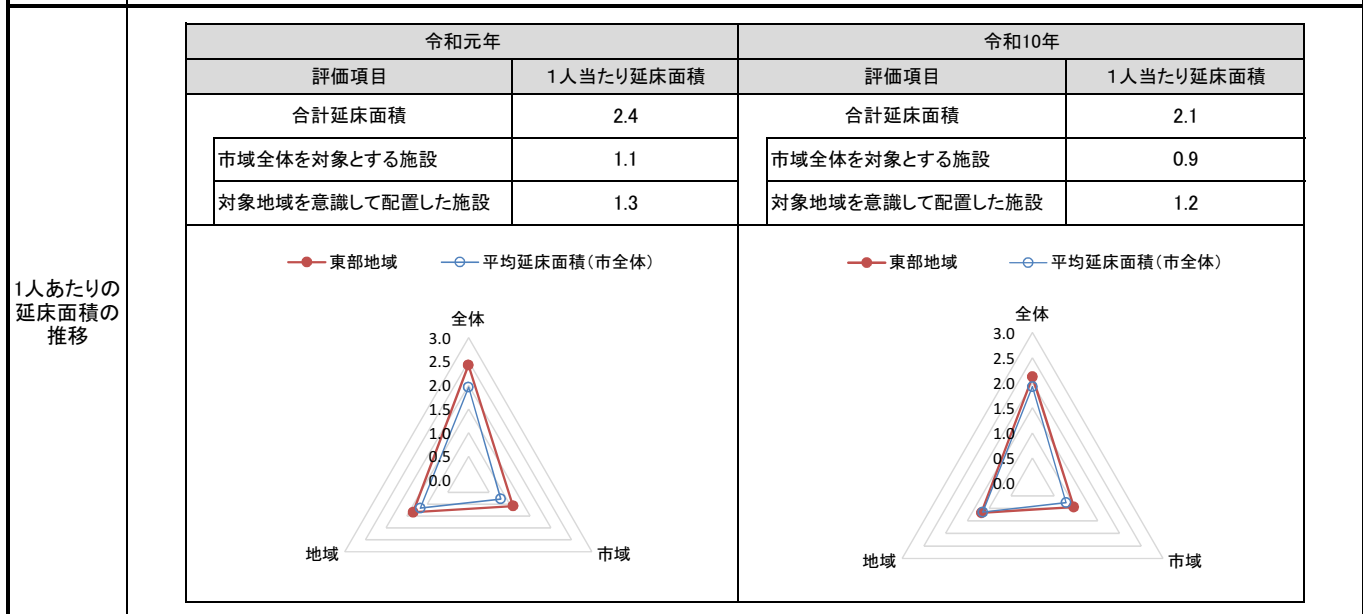 1人あたりの
延床面積の
推移
令和元年 令和10年
評価項目 1人当たり延床面積 評価項目 1人当たり延床面積
合計延床面積 2.4 合計延床面積 2.1
市域全体を対象とする施設 1.1 市域全体を対象とする施設 0.9
対象地域を意識して配置した施設 1.3 対象地域を意識して配置した施設 1.2
東部地域 平均延床面積(市全体)
全体
3.0
2.5
2.0
1.5
1.0
0.5
0.0
地域 市域
東部地域 平均延床面積(市全体)
全体
3.0
2.5
2.0
1.5
1.0
0.5
0.0
地域 市域